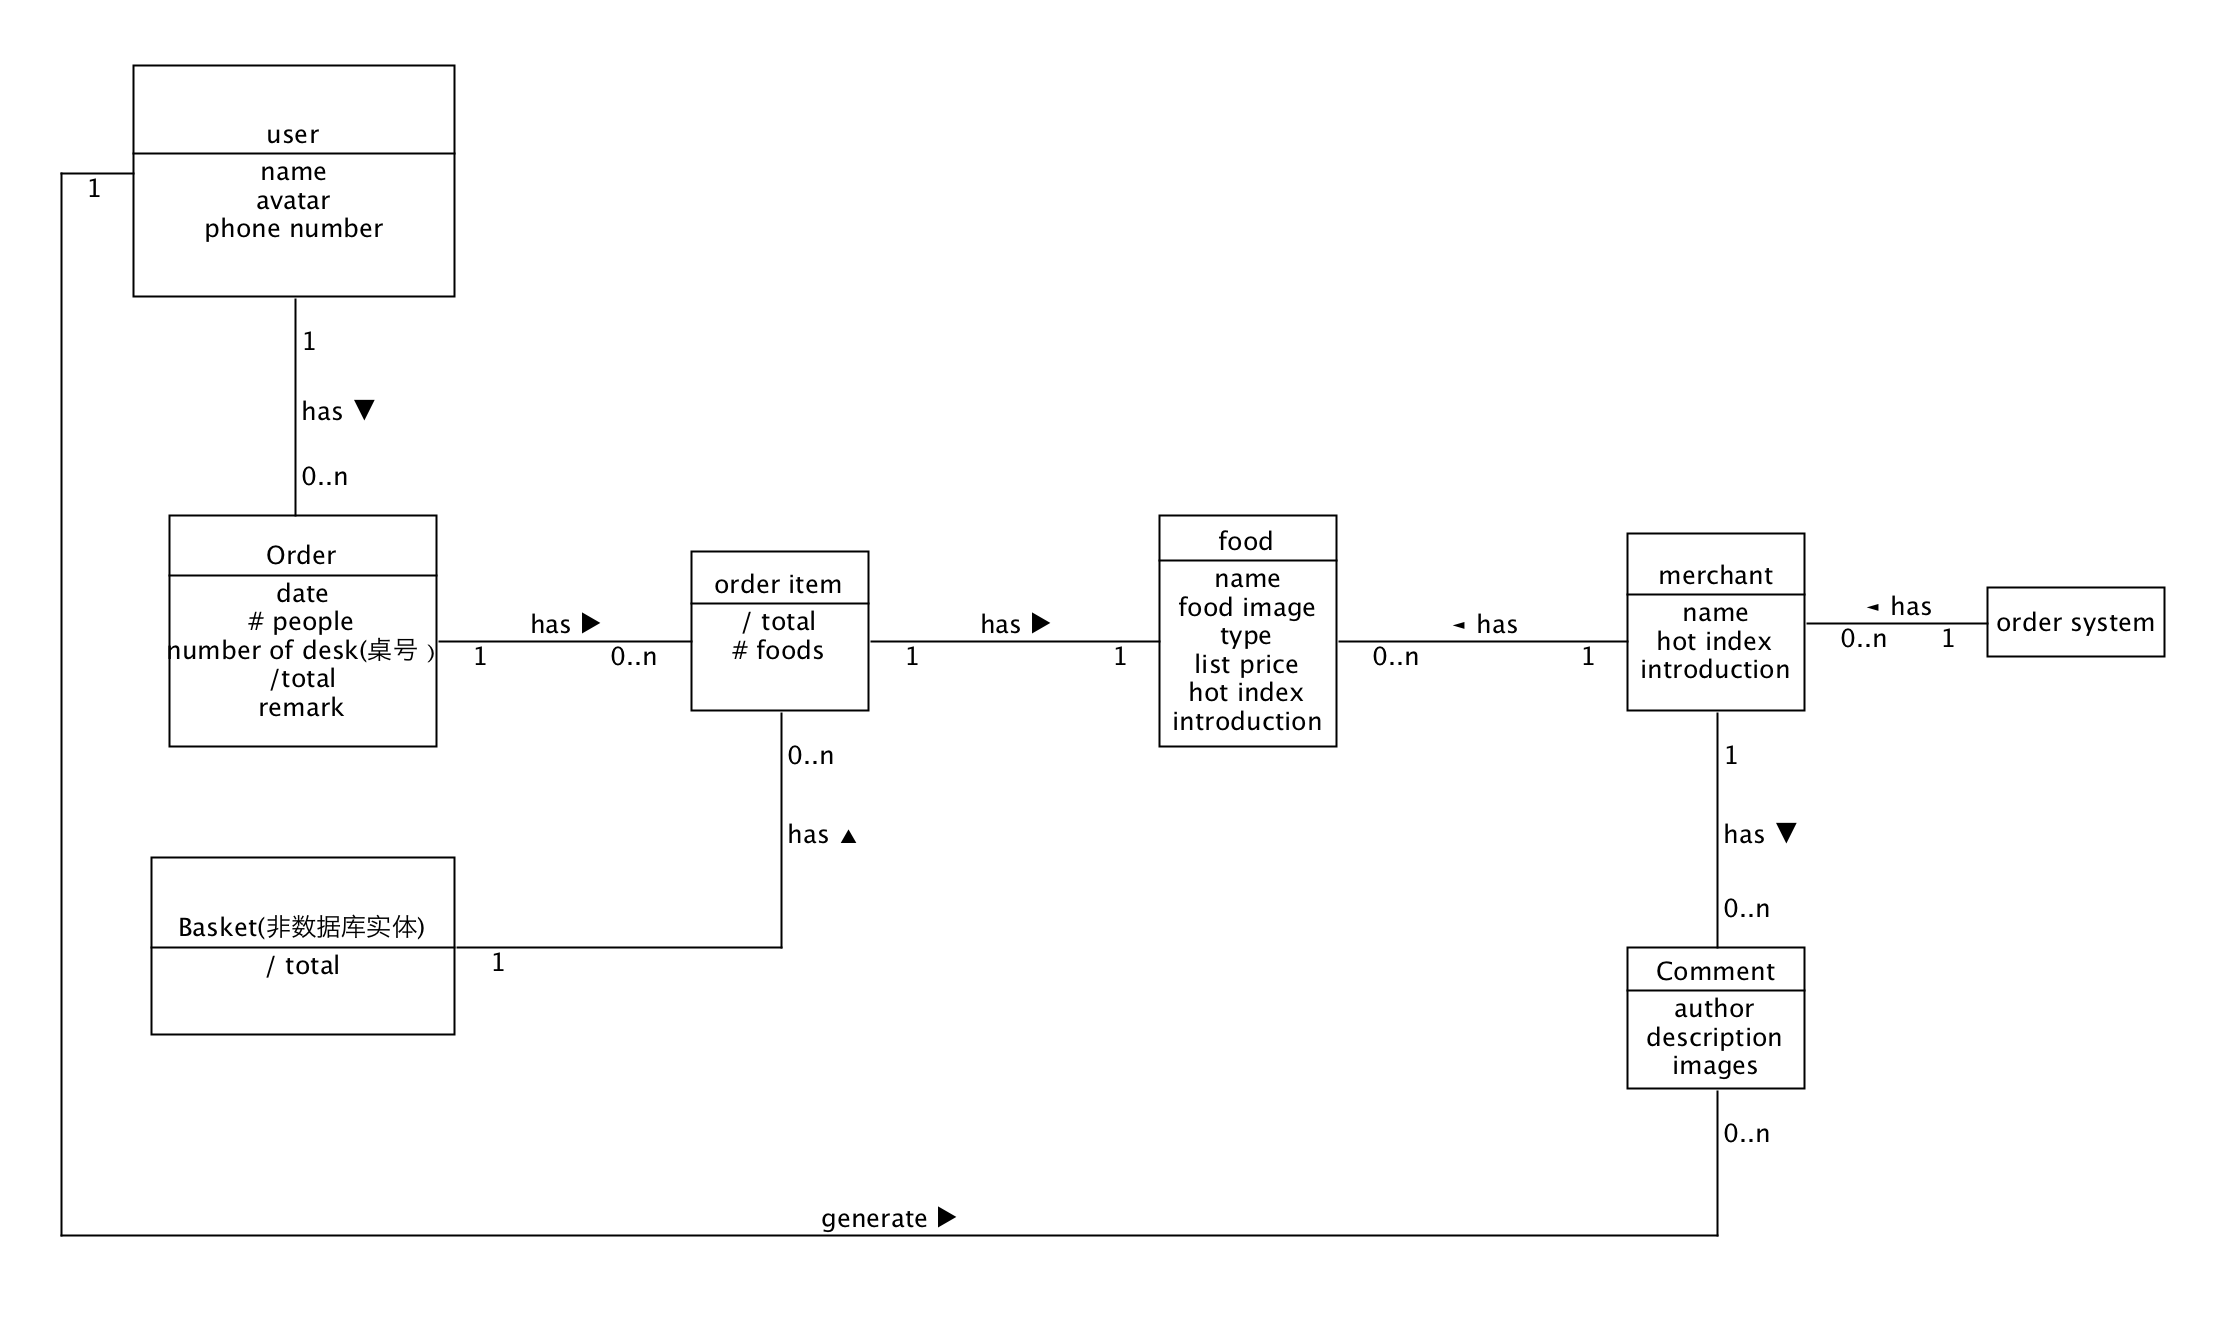 user
name
avatar
phone number
1
1
has ▼
0..n
Order
date
# people
number of desk(桌号 )
/total
remark
has ▶
1
0..n
order item
/ total
# foods
has ▶
1
1
food
name
food image
type
list price
hot index
introduction
◄ has
0..n
1
merchant
name
hot index
introduction
◄ has
0..n
1
order system
0..n
has ▲
1
Basket(非数据库实体)
/ total
1
has ▼
0..n
Comment
author
description
images
0..n
generate ▶